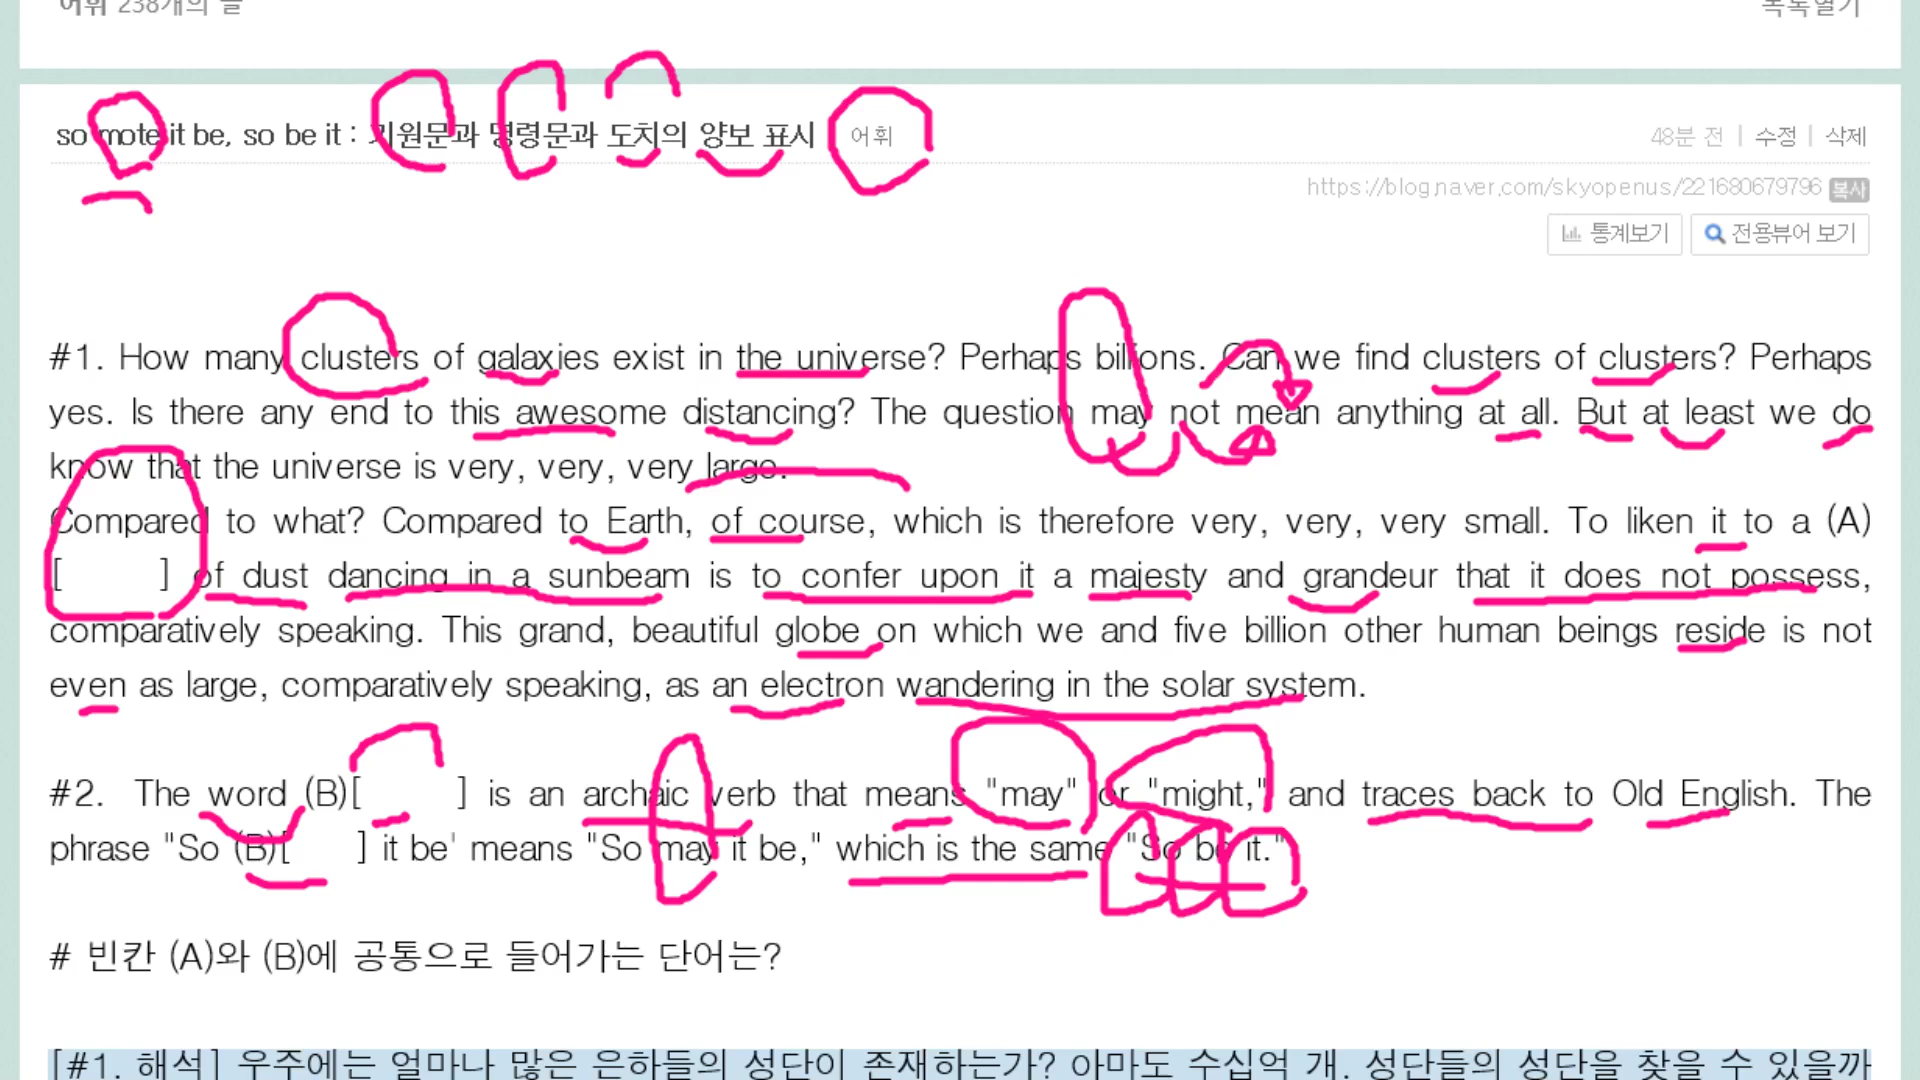 어휘 238개의 글 목록열기
so mote it be, so be it : 기원문과 명령문과 도치의 양보 표시 어휘 48분 전 | 수정 | 삭제
https://blog.naver.com/skyopenus/221680679796 복사
통계보기 전용뷰어 보기
#1. How many clusters of galaxies exist in the universe? Perhaps billions. Can we find clusters of clusters? Perhaps
yes. Is there any end to this awesome distancing? The question may not mean anything at all. But at least we do
know that the universe is very, very, very large.
Compared to what? Compared to Earth, of course, which is therefore very, very, very small. To liken it to a (A)
[ ] of dust dancing in a sunbeam is to confer upon it a majesty and grandeur that it does not possess,
comparatively speaking. This grand, beautiful globe on which we and five billion other human beings reside is not
even as large, comparatively speaking, as an electron wandering in the solar system.
#2. The word (B)[ ] is an archaic verb that means "may" or "might," and traces back to Old English. The
phrase "So (B)[ ] it be' means "So may it be," which is the same "So be it."
# 빈칸 (A)와 (B)에 공통으로 들어가는 단어는?
[#1. 해석] 우주에는 얼마나 많은 은하들의 성단이 존재하는가? 아마도 수십억 개. 성단들의 성단을 찾을 수 있을까